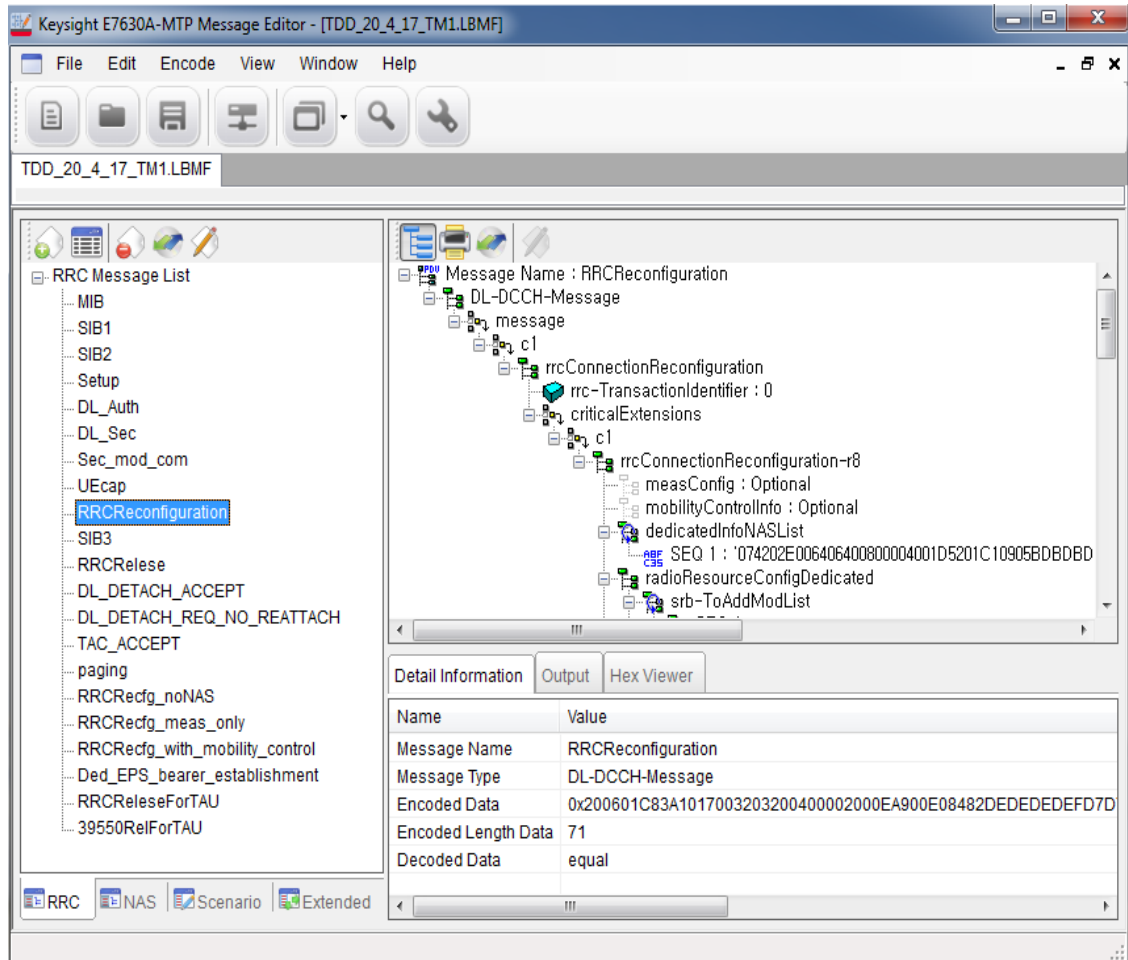 Keysight E7630A-MTP Message Editor - [TDD_20_4_17_TM1.LBMF]
File Edit Encode View Window Help
TDD_20_4_17_TM1.LBMF
RRC Message List
MIB
SIB1
SIB2
Setup
DL_Auth
DL_Sec
Sec_mod_com
UEcap
RRCReconfiguration
SIB3
RRCRelese
DL_DETACH_ACCEPT
DL_DETACH_REQ_NO_REATTACH
TAC_ACCEPT
paging
RRCRecfg_noNAS
RRCRecfg_meas_only
RRCRecfg_with_mobility_control
Ded_EPS_bearer_establishment
RRCReleseForTAU
39550RelForTAU
RRC NAS Scenario Extended
PDU Message Name : RRCReconfiguration
DL-DCCH-Message
message
c1
rrcConnectionReconfiguration
rrc-TransactionIdentifier : 0
criticalExtensions
c1
rrcConnectionReconfiguration-r8
measConfig : Optional
mobilityControlInfo : Optional
dedicatedInfoNASList
ABF C35 SEQ 1 : '074202E006406400800004001D5201C10905BDBDBD
radioResourceConfigDedicated
srb-ToAddModList
Detail Information Output Hex Viewer
Name Value
Message Name RRCReconfiguration
Message Type DL-DCCH-Message
Encoded Data 0x200601C83A1017003203200400002000EA900E08482DEDEDEDEFD7D
Encoded Length Data 71
Decoded Data equal